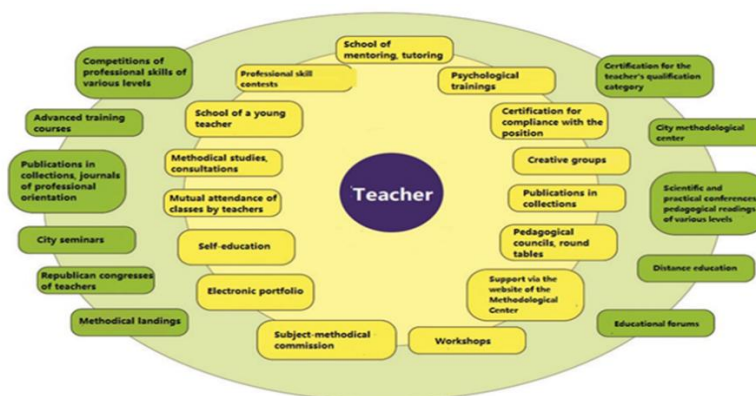 School of
mentoring, tutoring
Competitions of
professional skills of
various levels
Professional skill
contests
Psychological
trainings
Certification for the
teacher's qualification
category
Advanced training
courses
School of a young
teacher
Certification for
compliance with the
position
City methodological
center
Publications in
collections, journals
of professional
orientation
Methodical studies,
consultations
Creative groups
Teacher
Mutual attendance of
classes by teachers
Publications in
collections
Scientific and
practical conferences
pedagogical readings
of various levels
City seminars
Self-education
Pedagogical
councils, round
tables
Republican congresses
of teachers
Electronic portfolio
Support via the
website of the
Methodological
Center
Distance education
Methodical landings
Subject-methodical
commission
Workshops
Educational forums